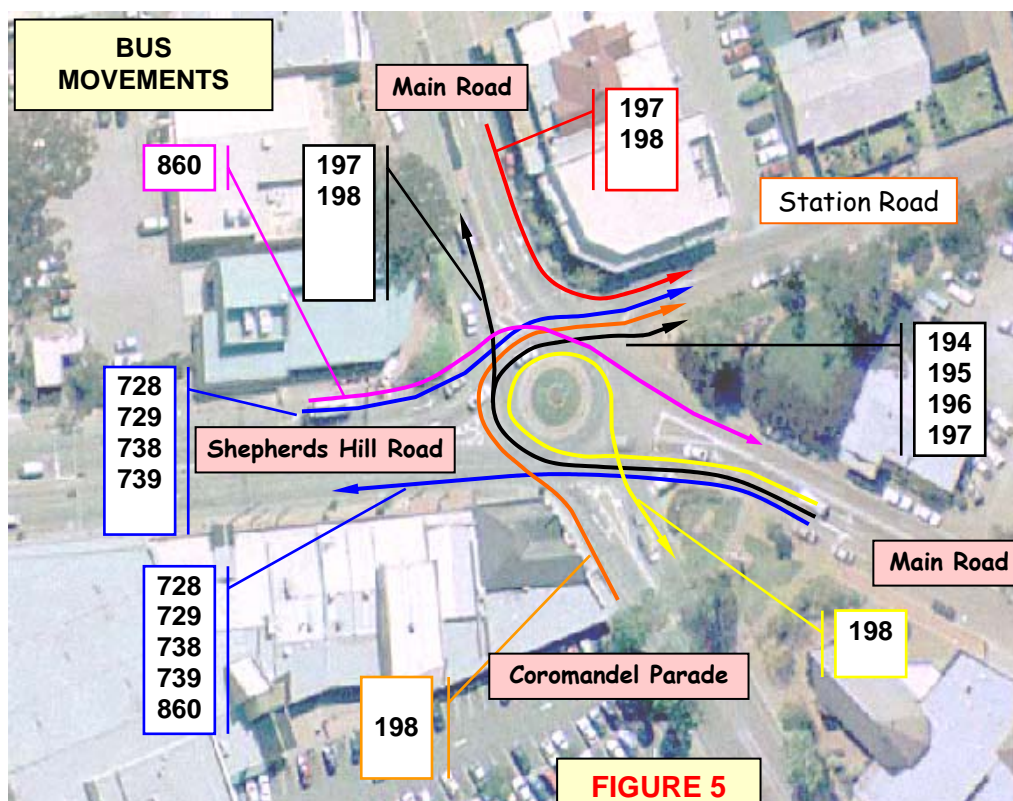 BUS
MOVEMENTS
Main Road
197
198
860
197
198
Station Road
194
195
196
197
728
729
738
739
Shepherds Hill Road
728
729
738
739
860
Main Road
198
Coromandel Parade
198
FIGURE 5